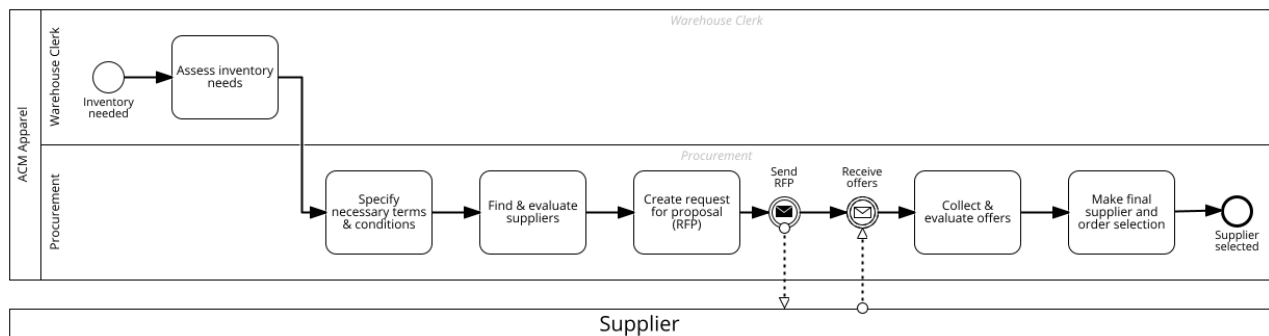 Warehouse Clerk
ACM Apparel
Warehouse Clerk
Inventory
needed
Assess inventory
needs
Procurement
Procurement
Specify
necessary terms
& conditions
Find & evaluate
suppliers
Create request
for proposal
(RFP)
Send
RFP
Receive
offers
Collect &
evaluate offers
Make final
supplier and
order selection
Supplier
selected
Supplier